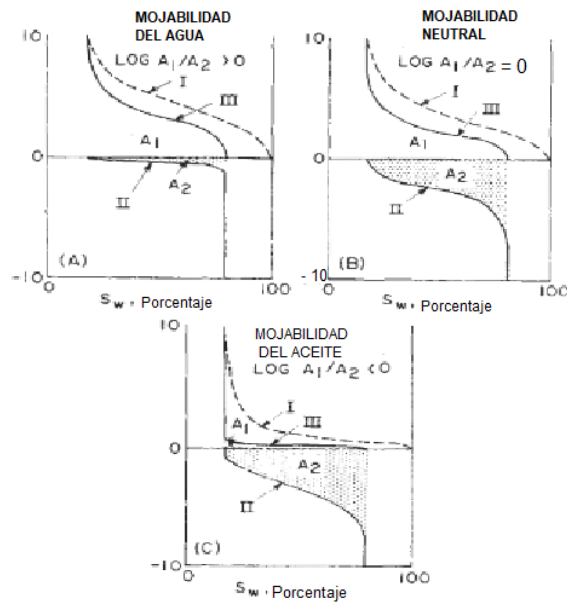 MOJABILIDAD
DEL AGUA
LOG A1/A2 > 0
10
I
III
A1
0
A2
II
(A)
-10
0
100
Sw, Porcentaje
MOJABILIDAD
NEUTRAL
LOG A1/A2 = 0
10
I
III
A1
0
A2
II
(B)
-10
0
100
Sw, Porcentaje
MOJABILIDAD
DEL ACEITE
LOG A1/A2 < 0
10
I
A1
III
0
A2
II
(C)
-10
0
100
Sw, Porcentaje